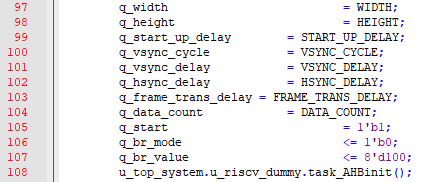 97 q_width = WIDTH;
98 q_height = HEIGHT;
99 q_start_up_delay = START_UP_DELAY;
100 q_vsync_cycle = VSYNC_CYCLE;
101 q_vsync_delay = VSYNC_DELAY;
102 q_hsync_delay = HSYNC_DELAY;
103 q_frame_trans_delay = FRAME_TRANS_DELAY;
104 q_data_count = DATA_COUNT;
105 q_start = 1'b1;
106 q_br_mode <= 1'b0;
107 q_br_value <= 8'd100;
108 u_top_system.u_riscv_dummy.task_AHBinit();